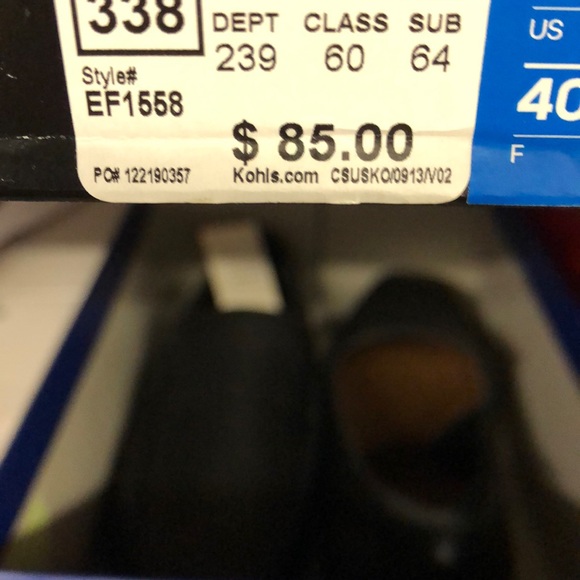 338
DEPT CLASS SUB
239 60 64
Style#
EF1558
$ 85.00
PO# 122190357 Kohls.com CSUSKO/0913/V02
US
40
F